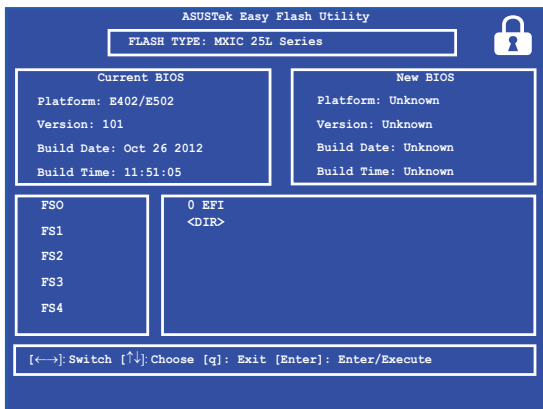 ASUSTek Easy Flash Utility
FLASH TYPE: MXIC 25L Series
Current BIOS
Platform: E402/E502
Version: 101
Build Date: Oct 26 2012
Build Time: 11:51:05
New BIOS
Platform: Unknown
Version: Unknown
Build Date: Unknown
Build Time: Unknown
FSO
FS1
FS2
FS3
FS4
0 EFI
<DIR>
[←→]: Switch [↑↓]: Choose [q]: Exit [Enter]: Enter/Execute